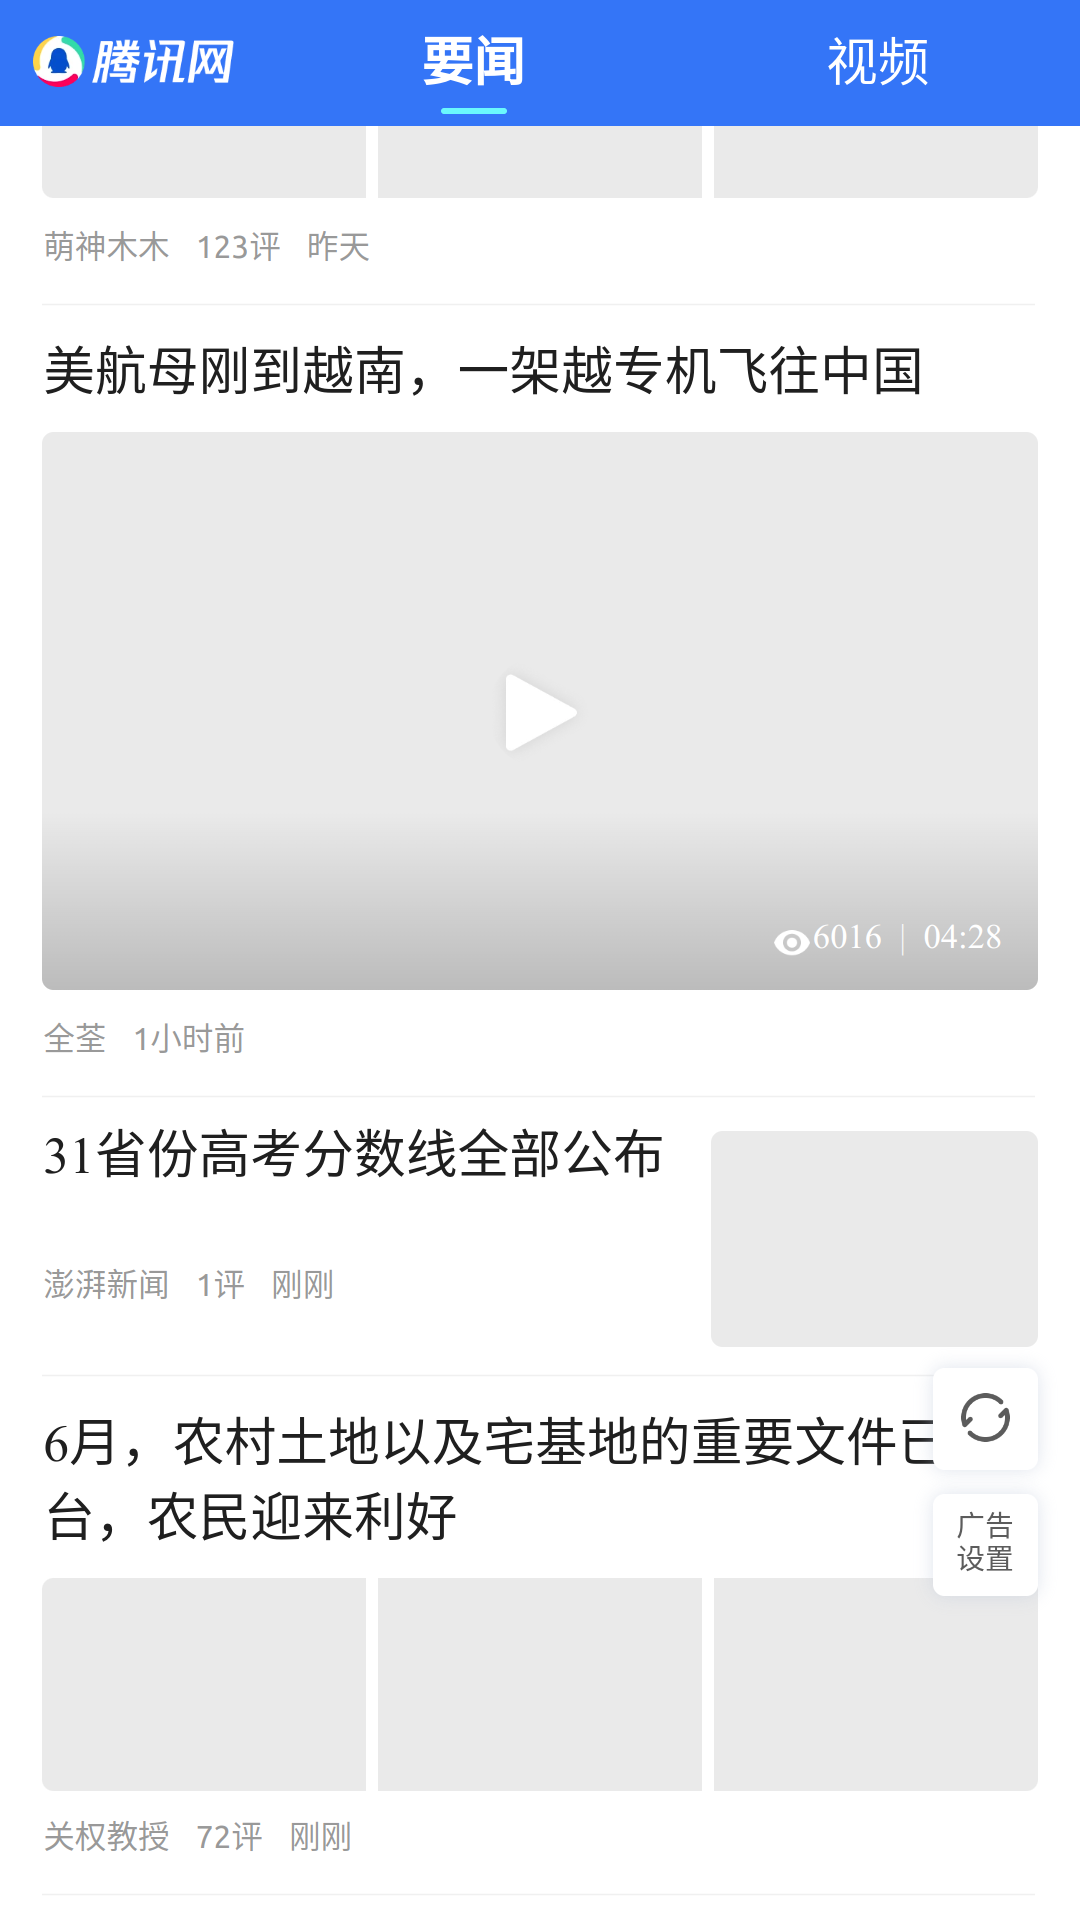 腾讯网 要闻 视频
萌神木木 123评 昨天
美航母刚到越南，一架越专机飞往中国
6016 | 04:28
全荃 1小时前
31省份高考分数线全部公布
澎湃新闻 1评 刚刚
6月，农村土地以及宅基地的重要文件已
台，农民迎来利好
广告
设置
关权教授 72评 刚刚